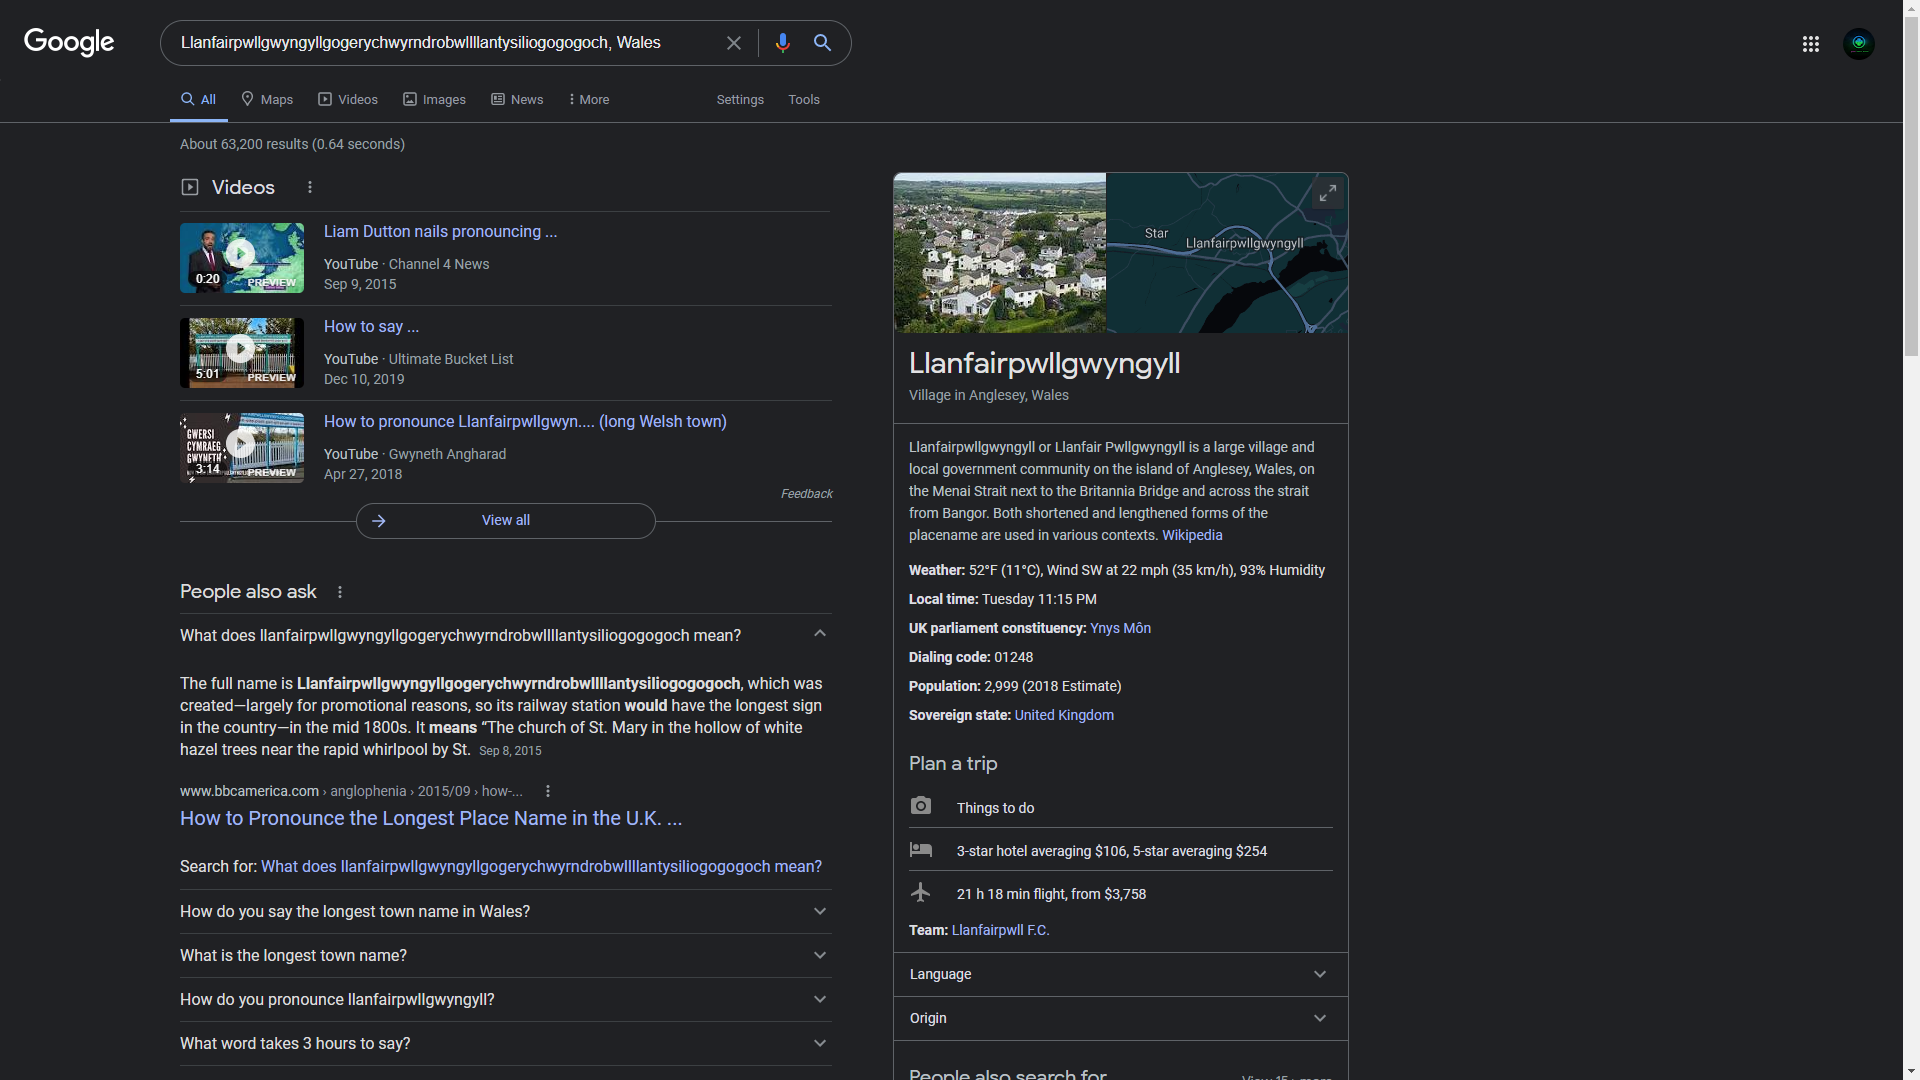 Google
Llanfairpwllgwyngyllgogerychwyrndrobwllllantysiliogogogoch, Wales
All
Maps
Videos
Images
News
More
Settings
Tools
About 63,200 results (0.64 seconds)
Videos
0:20
PREVIEW
Liam Dutton nails pronouncing ...
YouTube · Channel 4 News
Sep 9, 2015
5:01
PREVIEW
How to say ...
YouTube · Ultimate Bucket List
Dec 10, 2019
GWERSI
CYMRAEG
GWYNETH
3:14
PREVIEW
How to pronounce Llanfairpwllgwyn.... (long Welsh town)
YouTube · Gwyneth Angharad
Apr 27, 2018
Feedback
View all
People also ask
What does llanfairpwllgwyngyllgogerychwyrndrobwllllantysiliogogogoch mean?
The full name is Llanfairpwllgwyngyllgogerychwyrndrobwllllantysiliogogogoch, which was
created—largely for promotional reasons, so its railway station would have the longest sign
in the country—in the mid 1800s. It means “The church of St. Mary in the hollow of white
hazel trees near the rapid whirlpool by St. Sep 8, 2015
www.bbcamerica.com › anglophenia › 2015/09 › how-...
How to Pronounce the Longest Place Name in the U.K. ...
Search for: What does llanfairpwllgwyngyllgogerychwyrndrobwllllantysiliogogogoch mean?
How do you say the longest town name in Wales?
What is the longest town name?
How do you pronounce llanfairpwllgwyngyll?
What word takes 3 hours to say?
Star
Llanfairpwllgwyngyll
Llanfairpwllgwyngyll
Village in Anglesey, Wales
Llanfairpwllgwyngyll or Llanfair Pwllgwyngyll is a large village and
local government community on the island of Anglesey, Wales, on
the Menai Strait next to the Britannia Bridge and across the strait
from Bangor. Both shortened and lengthened forms of the
placename are used in various contexts. Wikipedia
Weather: 52°F (11°C), Wind SW at 22 mph (35 km/h), 93% Humidity
Local time: Tuesday 11:15 PM
UK parliament constituency: Ynys Môn
Dialing code: 01248
Population: 2,999 (2018 Estimate)
Sovereign state: United Kingdom
Plan a trip
Things to do
3-star hotel averaging $106, 5-star averaging $254
21 h 18 min flight, from $3,758
Team: Llanfairpwll F.C.
Language
Origin
People also search for
View 15+ more